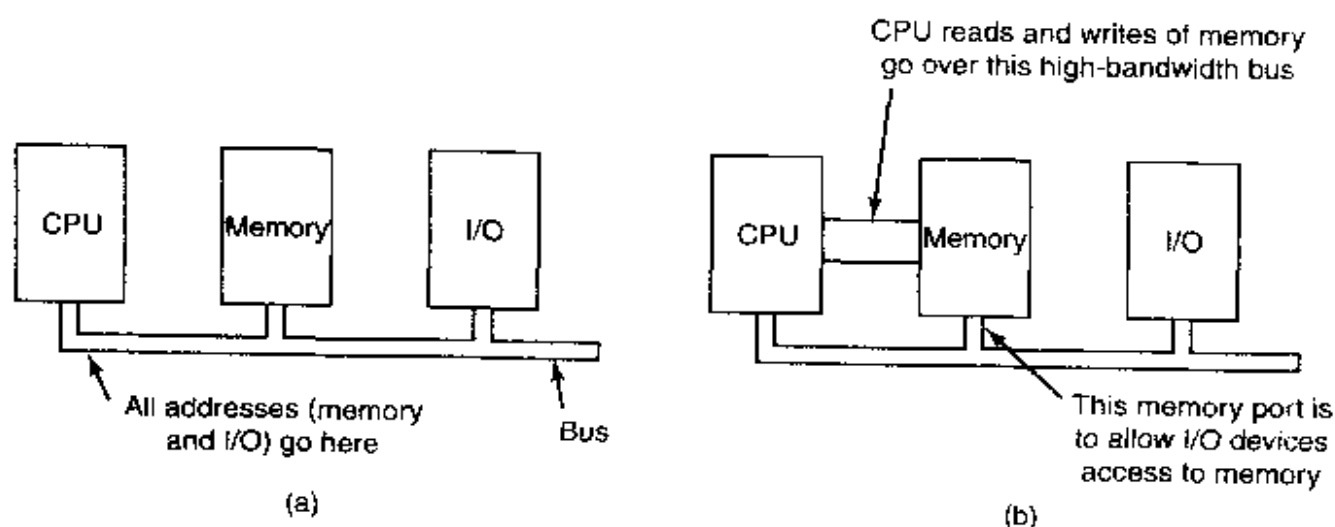 CPU reads and writes of memory
go over this high-bandwidth bus
CPU
Memory
I/O
All addresses (memory
and I/O) go here
Bus
(a)
CPU
Memory
I/O
This memory port is
to allow I/O devices
access to memory
(b)